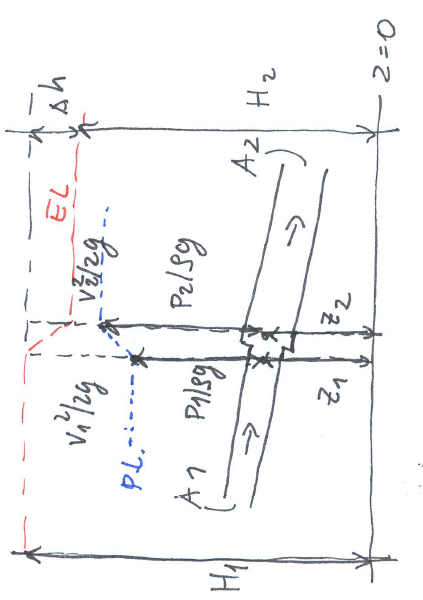 Δh
EL
H2
V1²/2g
V2²/2g
P.L.
P1/ρg
P2/ρg
A1
A2
H1
z1
z2
z=0